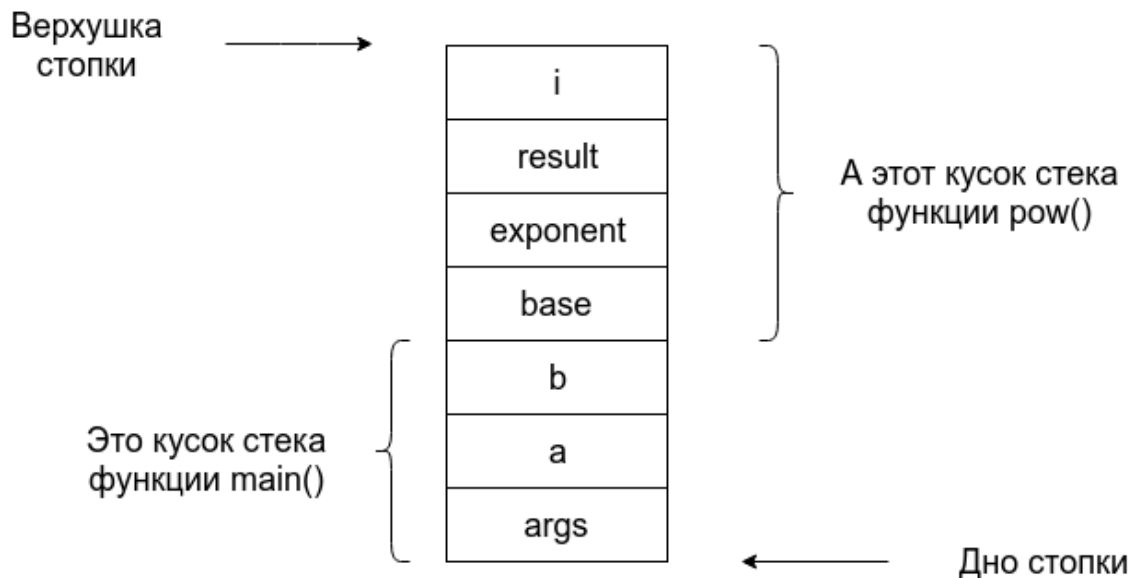 Верхушка
стопки
i
result
exponent
base
b
a
args
А этот кусок стека
функции pow()
Это кусок стека
функции main()
Дно стопки